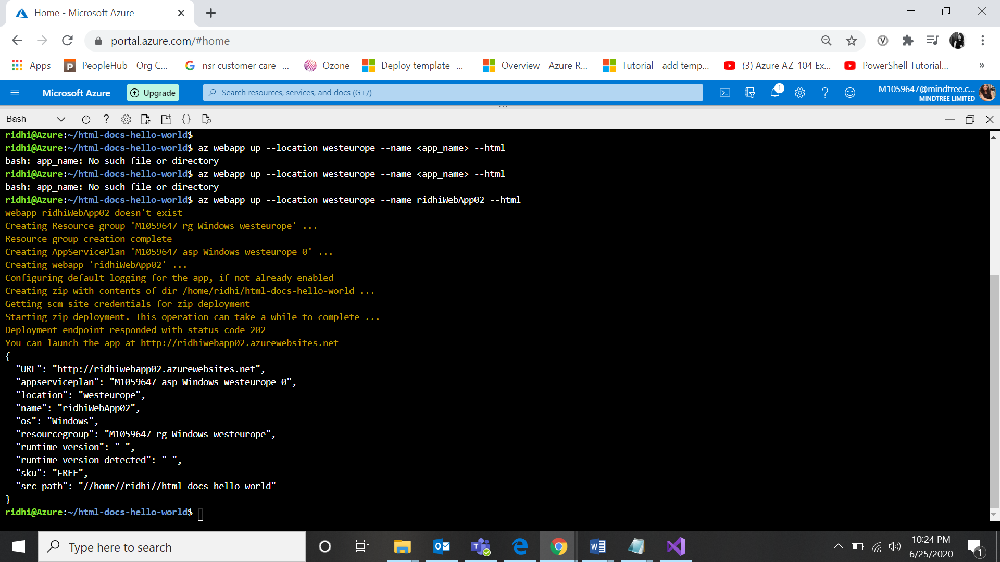 Home - Microsoft Azure
portal.azure.com/#home
Apps
PeopleHub - Org C...
nsr customer care -...
Ozone
Deploy template -...
Overview - Azure R...
Tutorial - add temp...
(3) Azure AZ-104 Ex...
PowerShell Tutorial...
»
Microsoft Azure
Upgrade
Search resources, services, and docs (G+/)
1
M1059647@mindtree.c...
MINDTREE LIMITED
Bash
ridhi@Azure:~/html-docs-hello-world$
ridhi@Azure:~/html-docs-hello-world$ az webapp up --location westeurope --name <app_name> --html
bash: app_name: No such file or directory
ridhi@Azure:~/html-docs-hello-world$ az webapp up --location westeurope --name <app_name> --html
bash: app_name: No such file or directory
ridhi@Azure:~/html-docs-hello-world$ az webapp up --location westeurope --name ridhiWebApp02 --html
webapp ridhiWebApp02 doesn't exist
Creating Resource group 'M1059647_rg_Windows_westeurope' ...
Resource group creation complete
Creating AppServicePlan 'M1059647_asp_Windows_westeurope_0' ...
Creating webapp 'ridhiWebApp02' ...
Configuring default logging for the app, if not already enabled
Creating zip with contents of dir /home/ridhi/html-docs-hello-world ...
Getting scm site credentials for zip deployment
Starting zip deployment. This operation can take a while to complete ...
Deployment endpoint responded with status code 202
You can launch the app at http://ridhiwebapp02.azurewebsites.net
{
"URL": "http://ridhiwebapp02.azurewebsites.net",
"appserviceplan": "M1059647_asp_Windows_westeurope_0",
"location": "westeurope",
"name": "ridhiWebApp02",
"os": "Windows",
"resourcegroup": "M1059647_rg_Windows_westeurope",
"runtime_version": "-",
"runtime_version_detected": "-",
"sku": "FREE",
"src_path": "//home//ridhi//html-docs-hello-world"
}
ridhi@Azure:~/html-docs-hello-world$
Type here to search
10:24 PM
6/25/2020
1